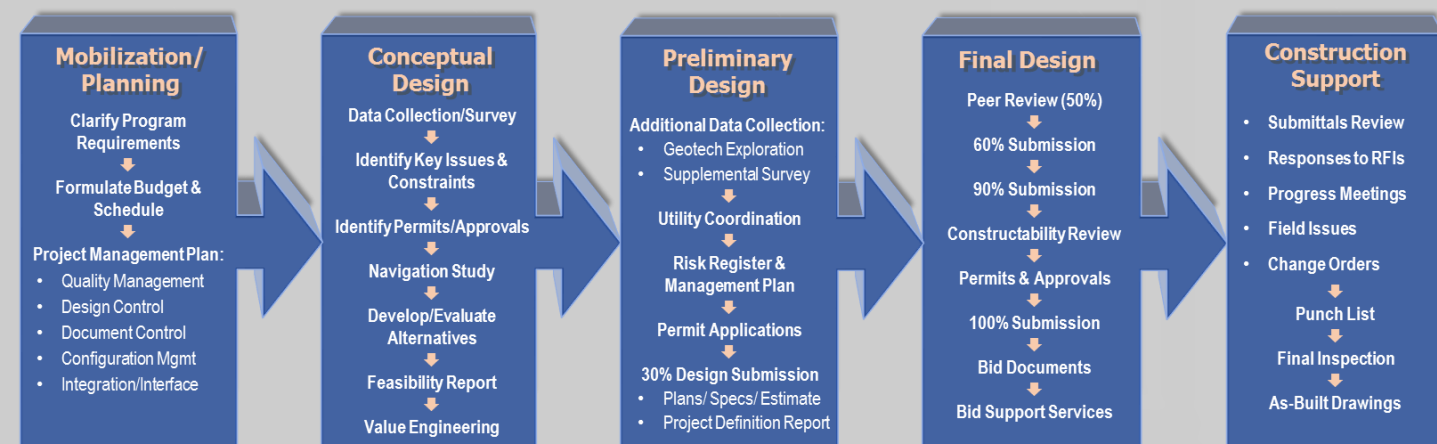 Mobilization/
Planning
Clarify Program
Requirements
Formulate Budget &
Schedule
Project Management Plan:
• Quality Management
• Design Control
• Document Control
• Configuration Mgmt
• Integration/Interface
Conceptual
Design
Data Collection/Survey
Identify Key Issues &
Constraints
Identify Permits/Approvals
Navigation Study
Develop/Evaluate
Alternatives
Feasibility Report
Value Engineering
Preliminary
Design
Additional Data Collection:
• Geotech Exploration
• Supplemental Survey
Utility Coordination
Risk Register &
Management Plan
Permit Applications
30% Design Submission
• Plans/ Specs/ Estimate
• Project Definition Report
Final Design
Peer Review (50%)
60% Submission
90% Submission
Constructability Review
Permits & Approvals
100% Submission
Bid Documents
Bid Support Services
Construction
Support
• Submittals Review
• Responses to RFIs
• Progress Meetings
• Field Issues
• Change Orders
Punch List
Final Inspection
As-Built Drawings